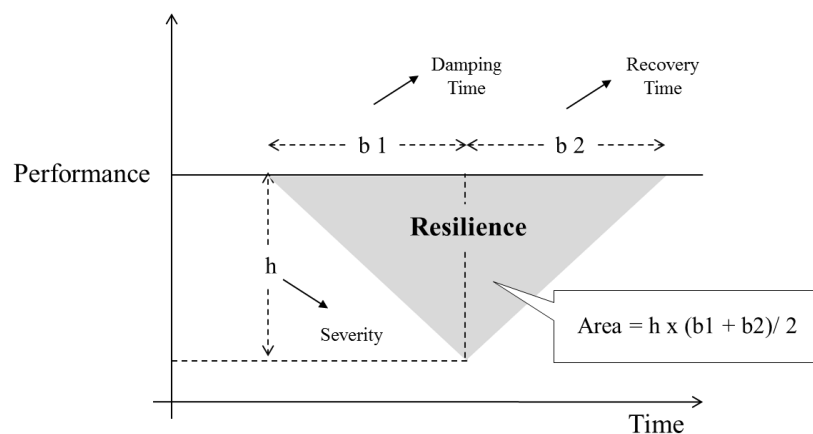 Damping
Time
Recovery
Time
b 1
b 2
Performance
Resilience
h
Severity
Area = h x (b1 + b2)/ 2
Time